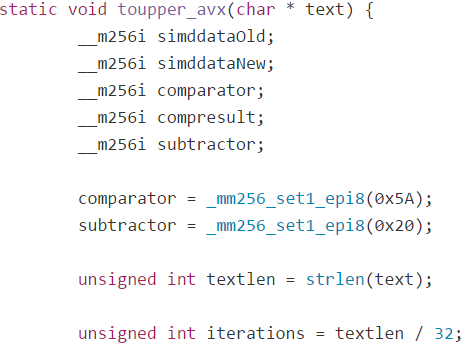 static void toupper_avx(char * text) {
__m256i simddataOld;
__m256i simddataNew;
__m256i comparator;
__m256i compresult;
__m256i subtractor;
comparator = _mm256_set1_epi8(0x5A);
subtractor = _mm256_set1_epi8(0x20);
unsigned int textlen = strlen(text);
unsigned int iterations = textlen / 32;